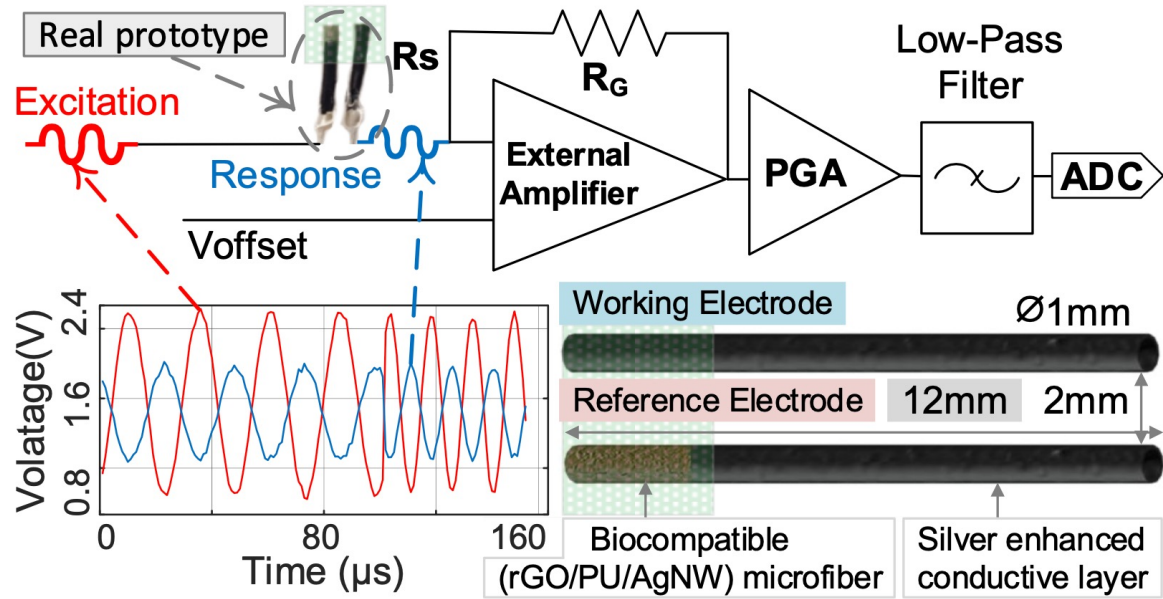 Real prototype
Rs
R_G
Low-Pass
Filter
Excitation
Response
External
Amplifier
PGA
ADC
Voffset
Working Electrode
Ø1mm
Reference Electrode
12mm
2mm
Volatage(V)
2.4
1.6
0.8
0
80
160
Time (µs)
Biocompatible
(rGO/PU/AgNW) microfiber
Silver enhanced
conductive layer